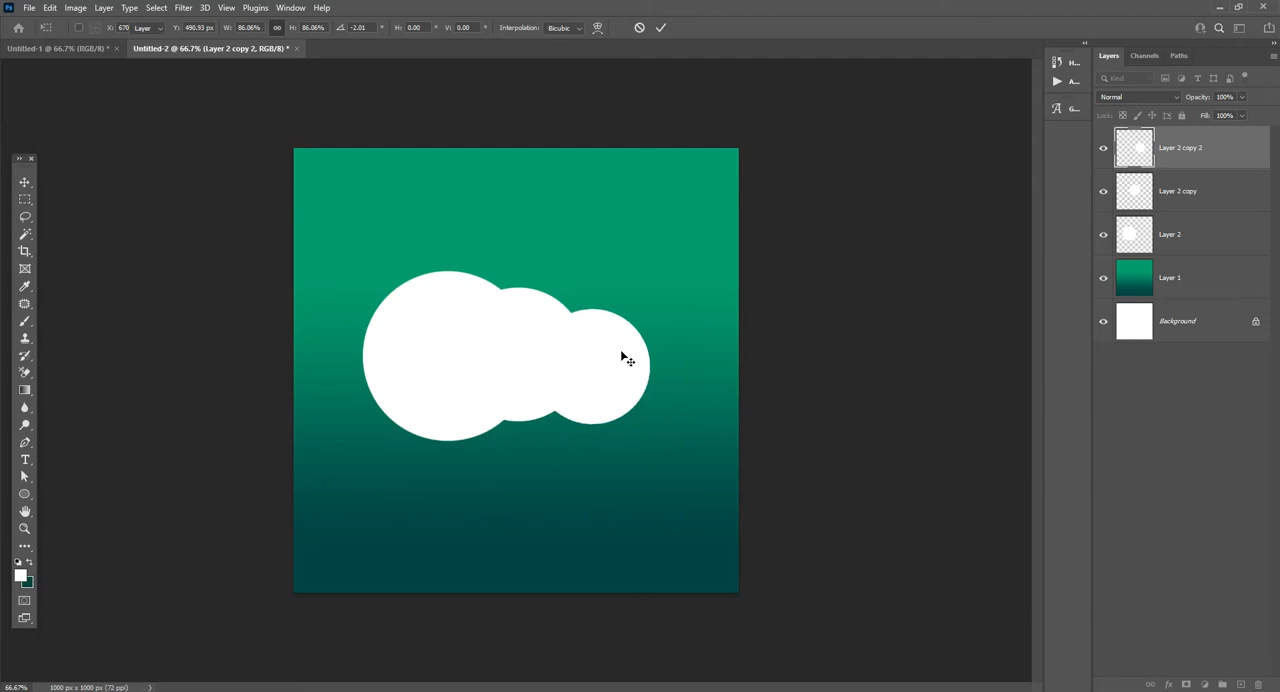 Ps File Edit Image Layer Type Select Filter 3D View Plugins Window Help
X: 670 Layer Y: 490.93 px W: 86.06% H: 86.06% -2.01 ° H: 0.00 ° V: 0.00 ° Interpolation: Bicubic
Untitled-1 @ 66.7% (RGB/8) * × Untitled-2 @ 66.7% (Layer 2 copy 2, RGB/8) * ×
Layers Channels Paths
H...
Kind
A...
Normal Opacity: 100%
A G...
Lock: Fill: 100%
Layer 2 copy 2
Layer 2 copy
Layer 2
Layer 1
Background
T
66.67% 1000 px x 1000 px (72 ppi)
fx